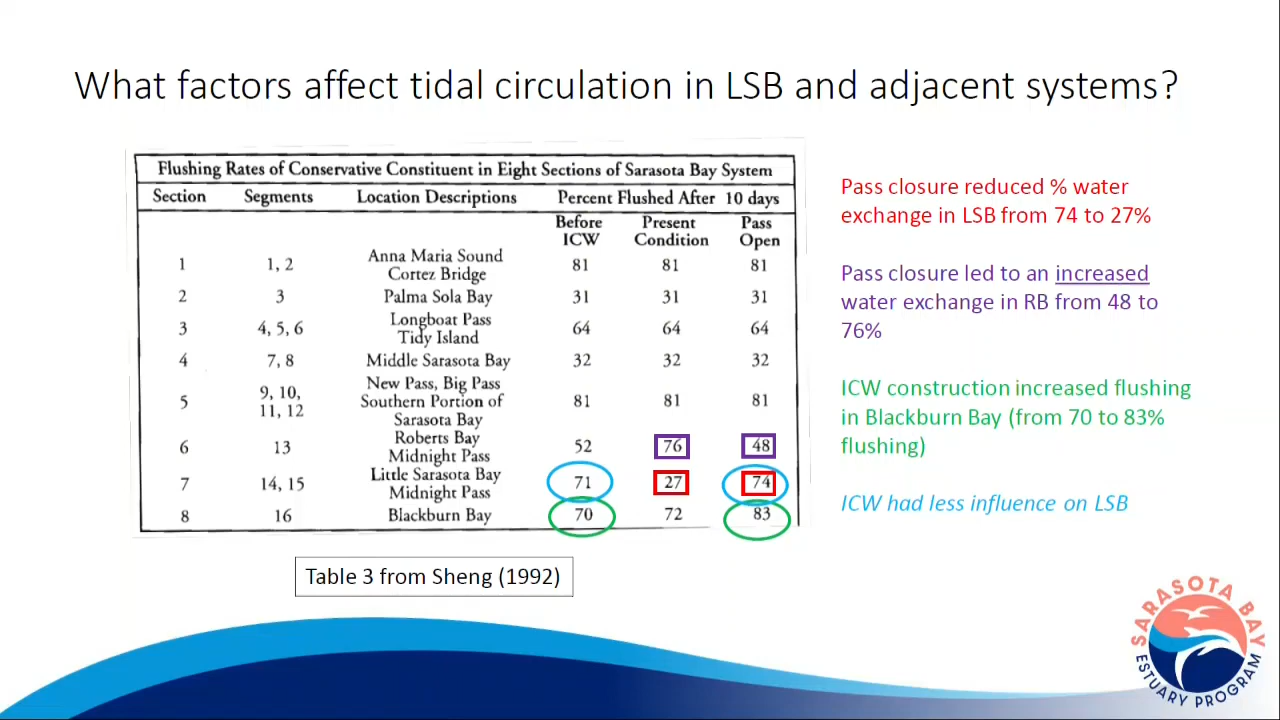 What factors affect tidal circulation in LSB and adjacent systems?
Flushing Rates of Conservative Constituent in Eight Sections of Sarasota Bay System
Section Segments Location Descriptions Percent Flushed After 10 days
Before ICW Present Condition Pass Open
1 1, 2 Anna Maria Sound Cortez Bridge 81 81 81
2 3 Palma Sola Bay 31 31 31
3 4, 5, 6 Longboat Pass Tidy Island 64 64 64
4 7, 8 Middle Sarasota Bay 32 32 32
5 9, 10, 11, 12 New Pass, Big Pass Southern Portion of Sarasota Bay 81 81 81
6 13 Roberts Bay Midnight Pass 52 76 48
7 14, 15 Little Sarasota Bay Midnight Pass 71 27 74
8 16 Blackburn Bay 70 72 83
Table 3 from Sheng (1992)
Pass closure reduced % water
exchange in LSB from 74 to 27%
Pass closure led to an increased
water exchange in RB from 48 to
76%
ICW construction increased flushing
in Blackburn Bay (from 70 to 83%
flushing)
ICW had less influence on LSB
SARASOTA BAY
ESTUARY PROGRAM